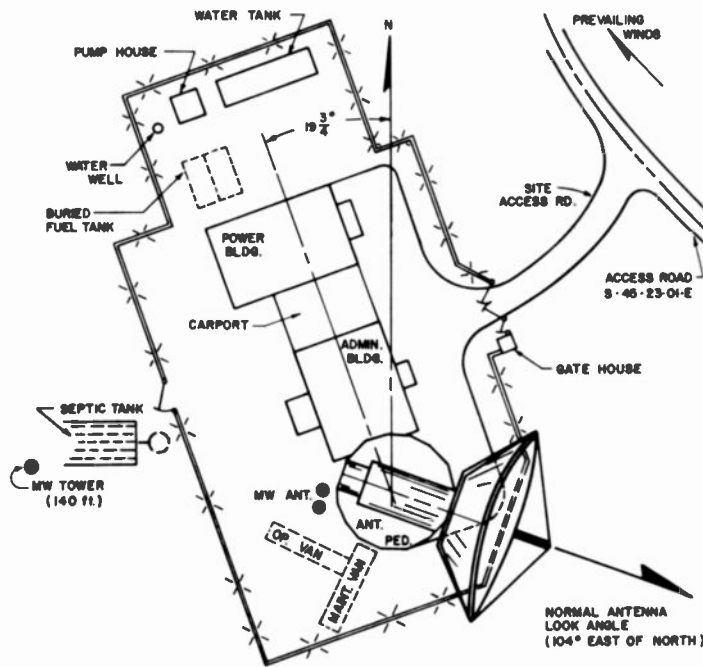 WATER TANK
PUMP HOUSE
N
PREVAILING
WINDS
19 3/4°
WATER
WELL
BURIED
FUEL TANK
SITE
ACCESS RD.
POWER
BLDG.
ACCESS ROAD
S-46-23-01-E
CARPORT
ADMIN.
BLDG.
GATE HOUSE
SEPTIC TANK
MW TOWER
(140 ft.)
MW ANT.
ANT.
PED.
OP. VAN
MAINT. VAN
NORMAL ANTENNA
LOOK ANGLE
(104° EAST OF NORTH)